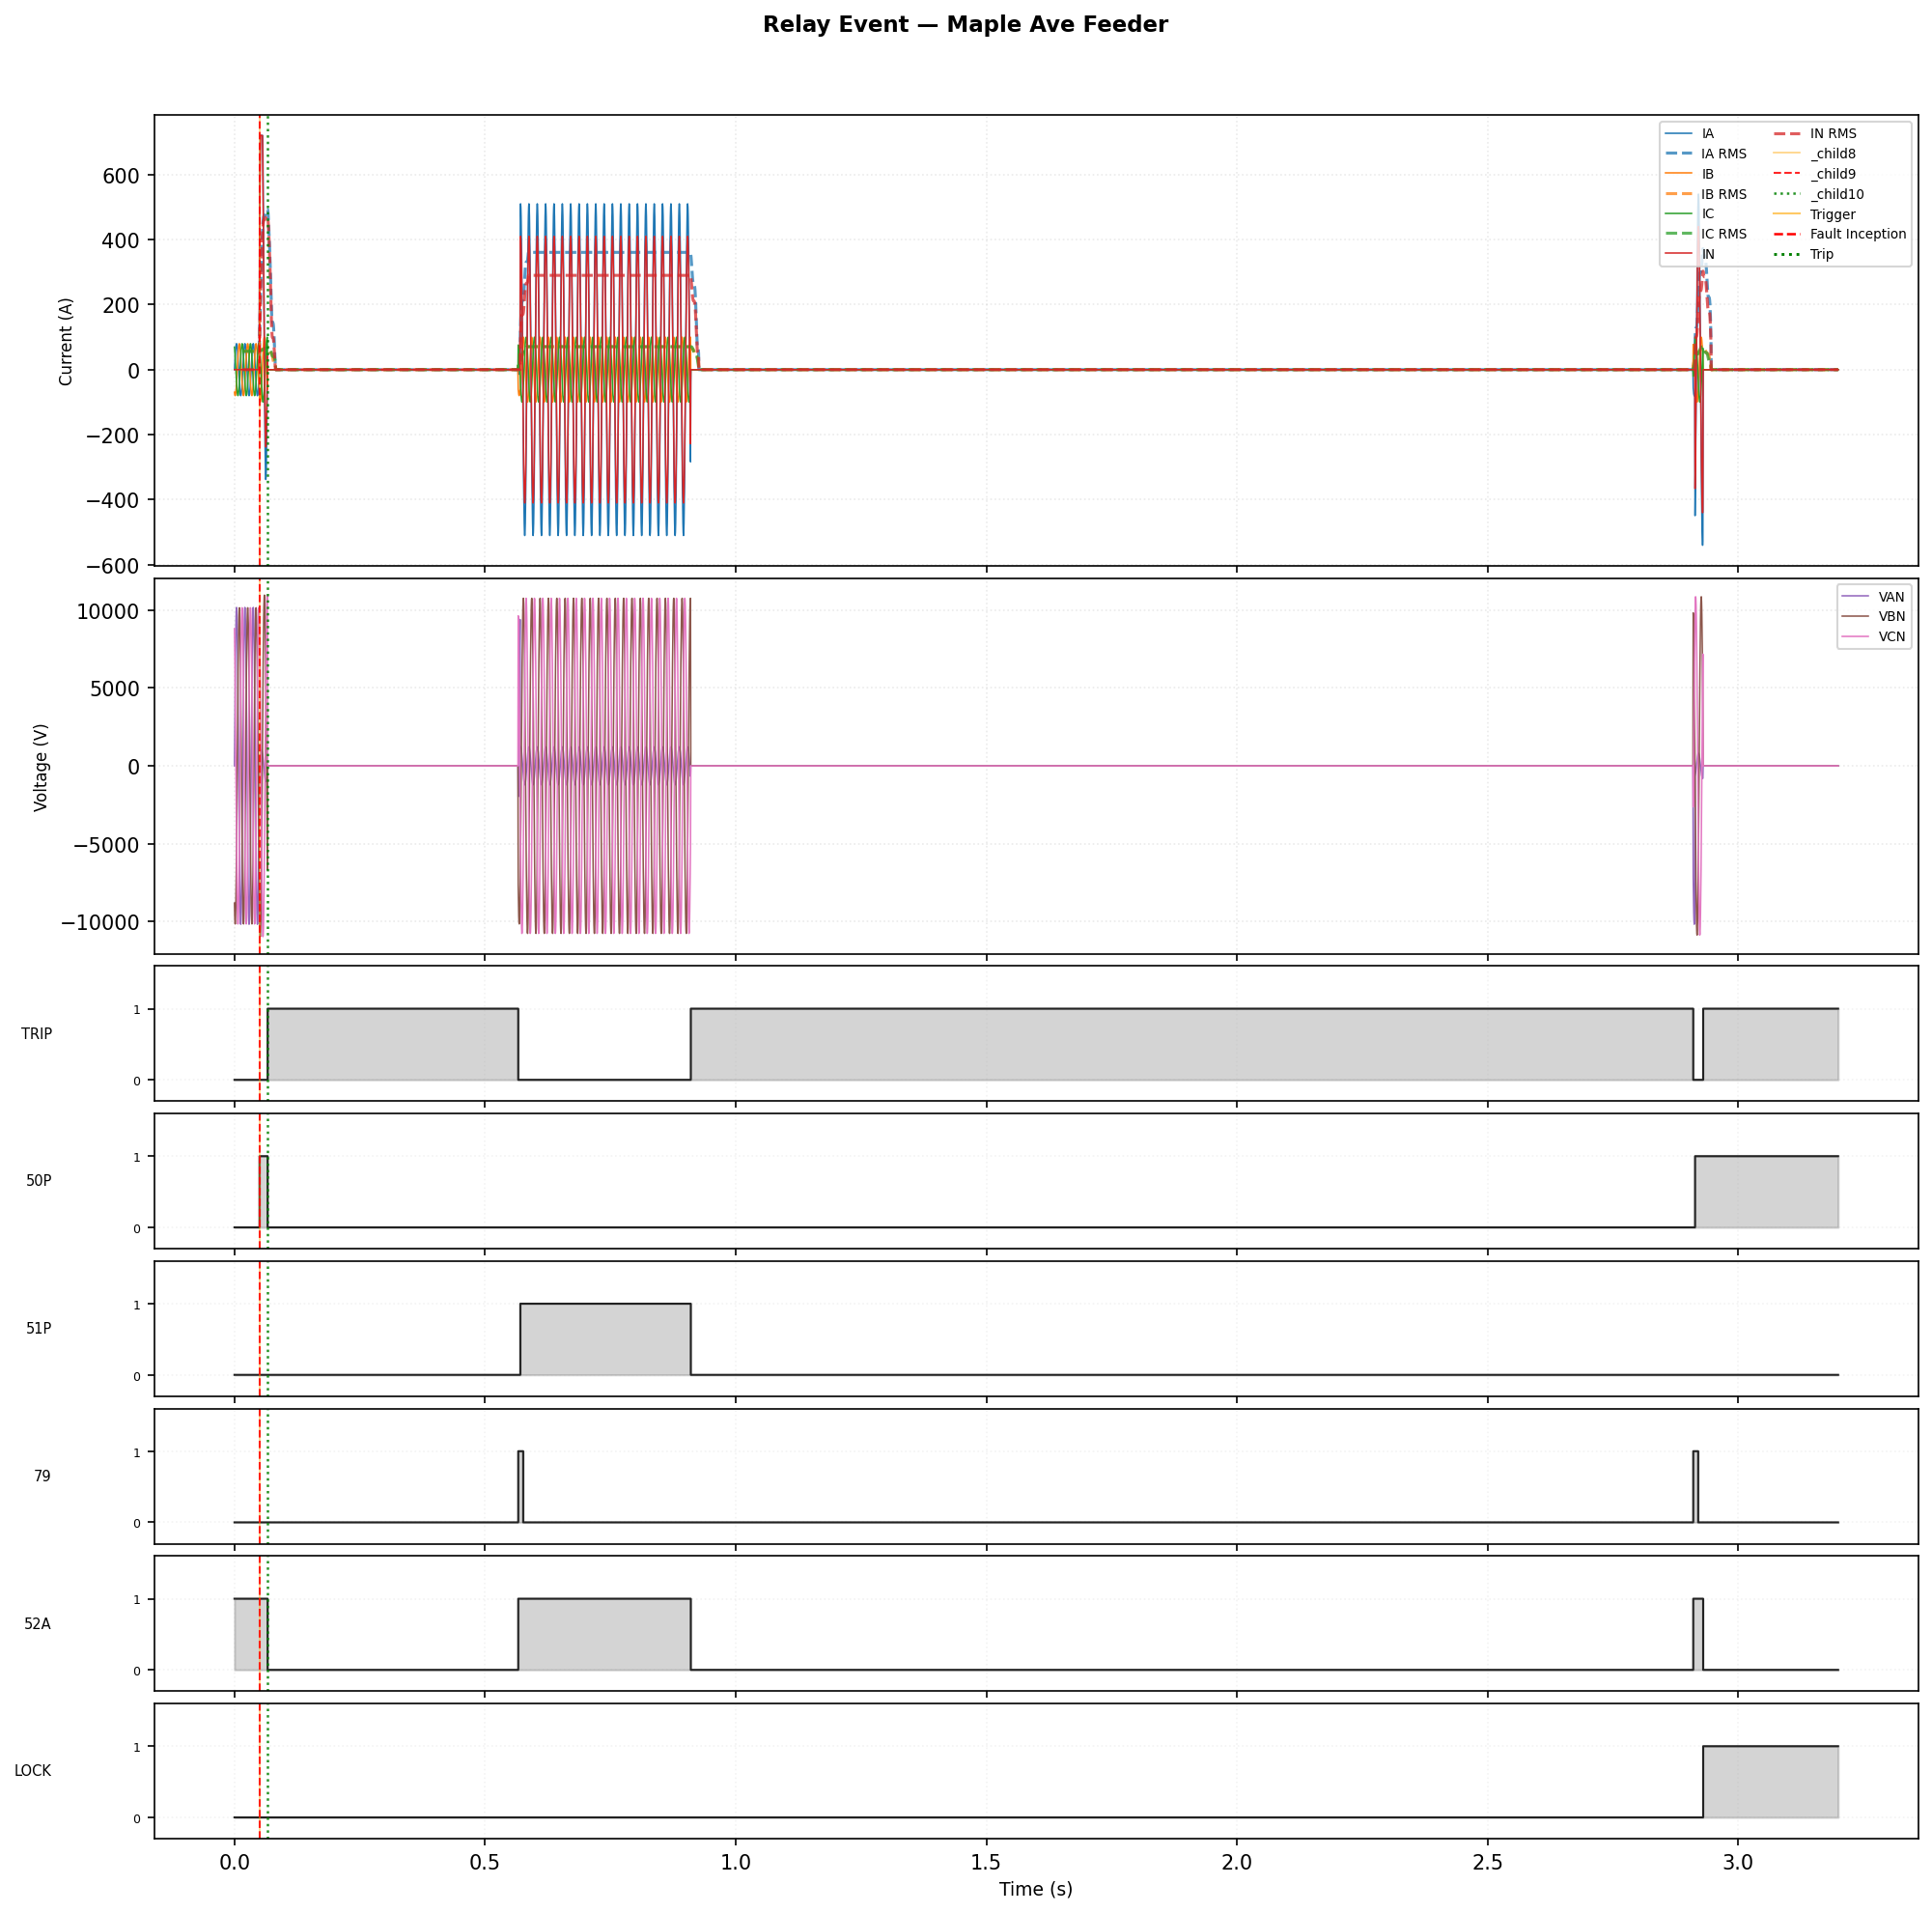 Relay Event — Maple Ave Feeder
IA
IA RMS
IB
IB RMS
IC
IC RMS
IN
IN RMS
_child8
_child9
_child10
Trigger
Fault Inception
Trip
Current (A)
600
400
200
0
−200
−400
−600
VAN
VBN
VCN
Voltage (V)
10000
5000
0
−5000
−10000
TRIP
1
0
50P
1
0
51P
1
0
79
1
0
52A
1
0
LOCK
1
0
0.0 0.5 1.0 1.5 2.0 2.5 3.0
Time (s)